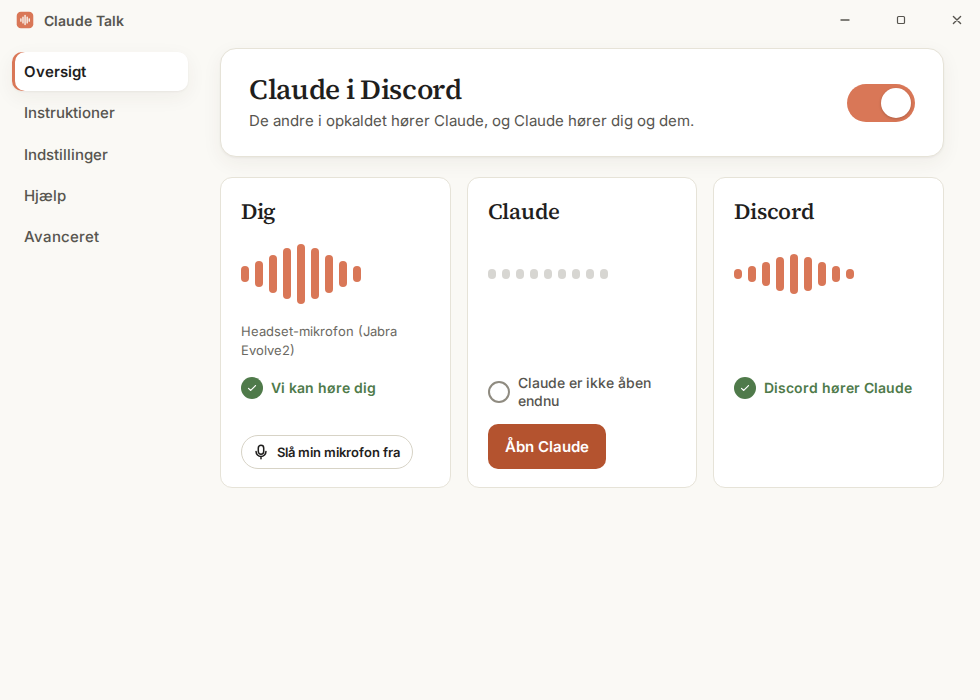 Claude Talk
Oversigt
Instruktioner
Indstillinger
Hjælp
Avanceret
Claude i Discord
De andre i opkaldet hører Claude, og Claude hører dig og dem.
Dig
Headset-mikrofon (Jabra
Evolve2)
Vi kan høre dig
Slå min mikrofon fra
Claude
Claude er ikke åben
endnu
Åbn Claude
Discord
Discord hører Claude